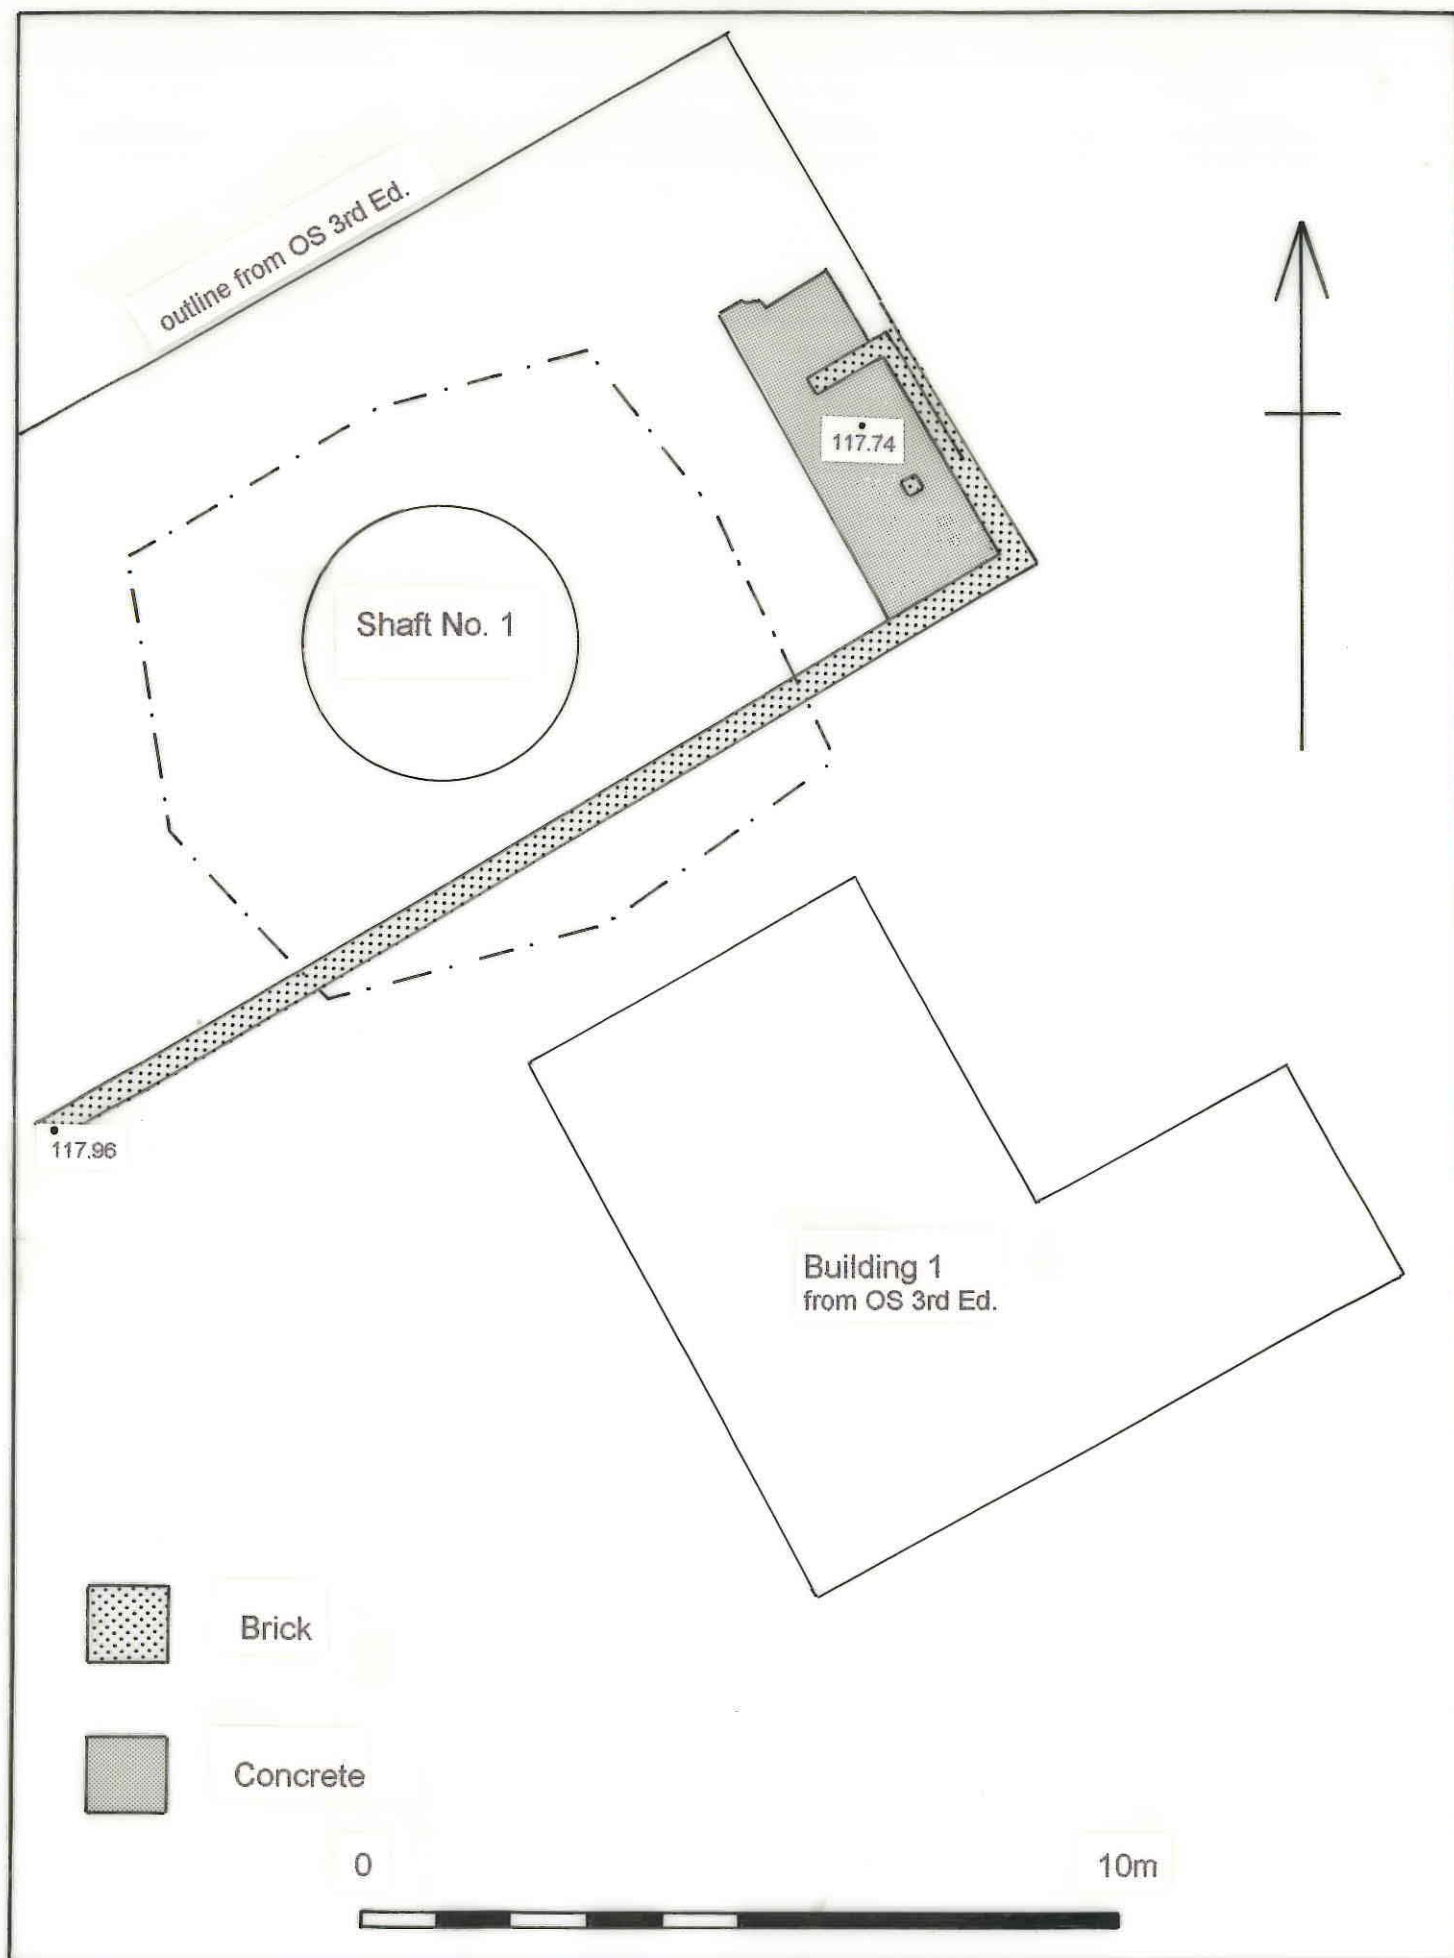 outline from OS 3rd Ed.
117.74
Shaft No. 1
117.96
Building 1
from OS 3rd Ed.
Brick
Concrete
0
10m